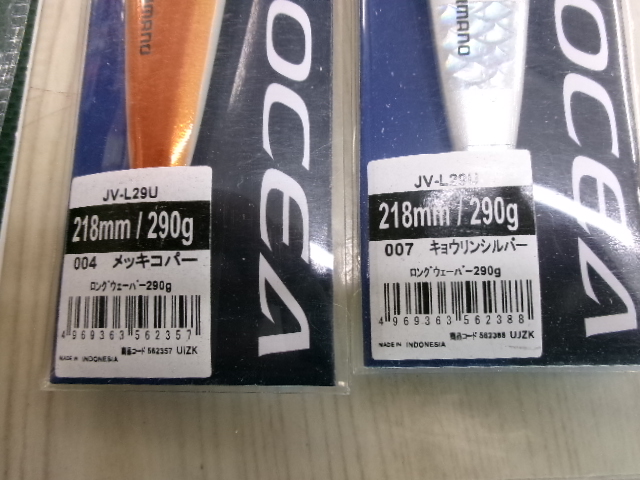 HIMANO
OCEA
JV-L29U
218mm / 290g
004 メッキコパー
ロングウェーバー290g
4 969363 562357
商品コード 562357 UJZK
MADE IN INDONESIA
HIMANO
OCEA
JV-L29U
218mm / 290g
007 キョウリンシルバー
ロングウェーバー290g
4 969363 562388
商品コード 562388 UJZK
MADE IN INDONESIA